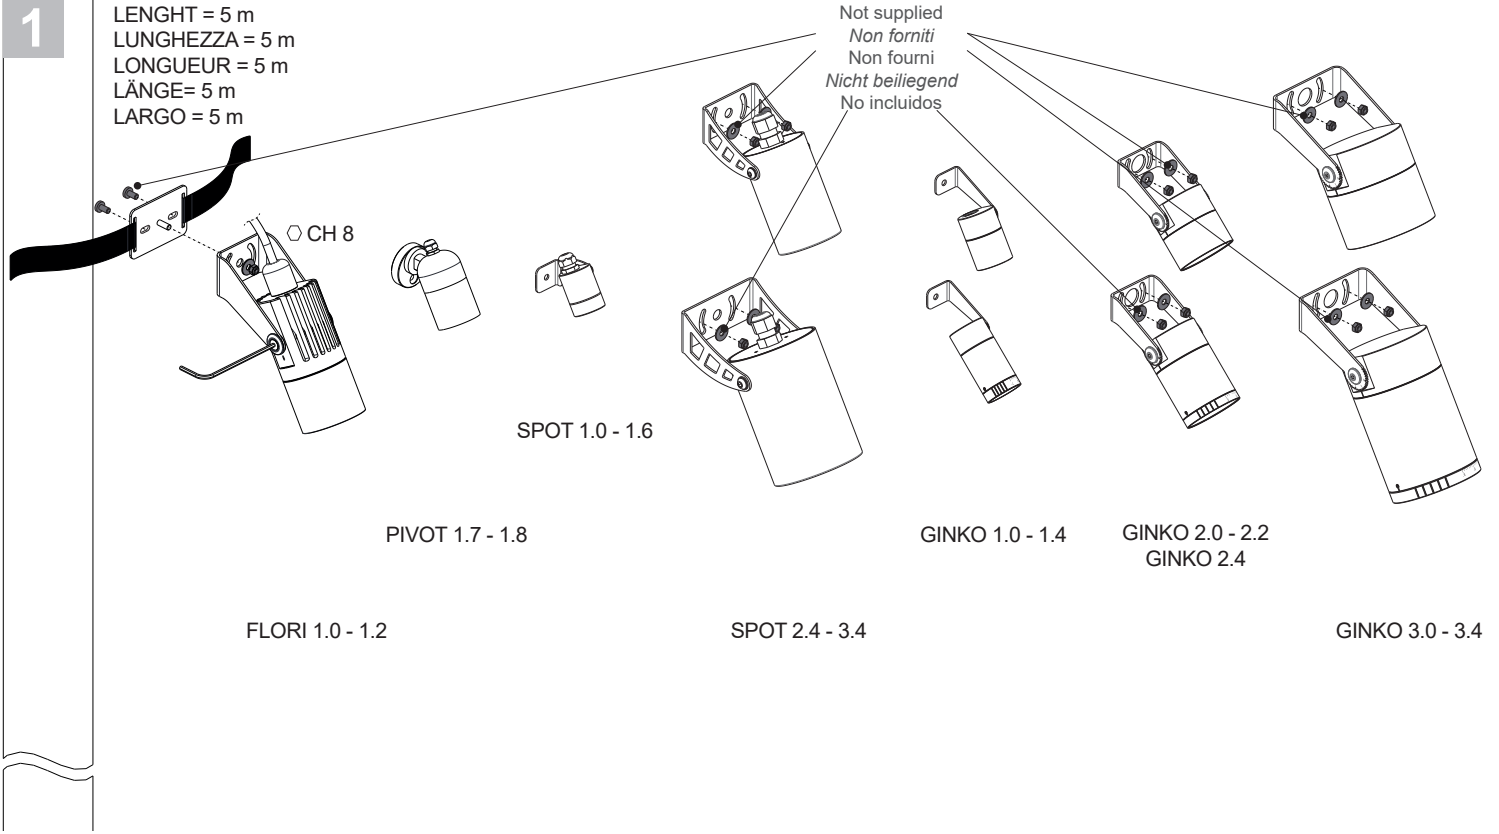 1
LENGHT = 5 m
LUNGHEZZA = 5 m
LONGUEUR = 5 m
LÄNGE= 5 m
LARGO = 5 m
Not supplied
Non forniti
Non fourni
Nicht beiliegend
No incluidos
CH 8
SPOT 1.0 - 1.6
PIVOT 1.7 - 1.8
GINKO 1.0 - 1.4
GINKO 2.0 - 2.2
GINKO 2.4
FLORI 1.0 - 1.2
SPOT 2.4 - 3.4
GINKO 3.0 - 3.4